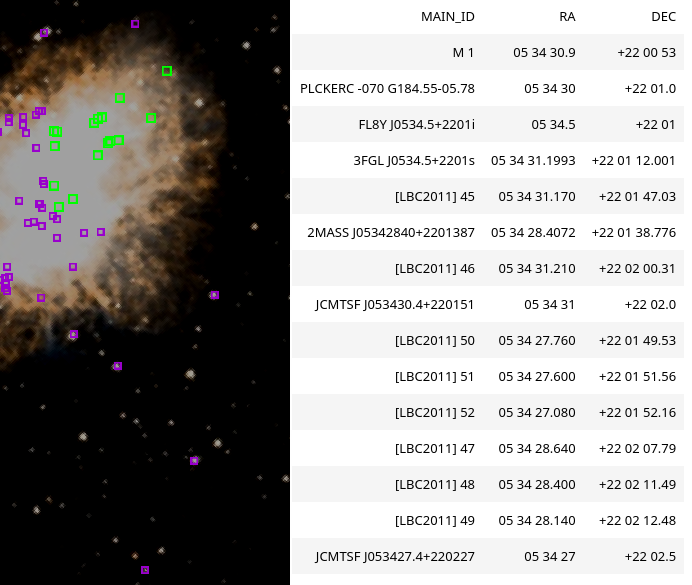 MAIN_ID RA DEC
M 1 05 34 30.9 +22 00 53
PLCKERC -070 G184.55-05.78 05 34 30 +22 01.0
FL8Y J0534.5+2201i 05 34.5 +22 01
3FGL J0534.5+2201s 05 34 31.1993 +22 01 12.001
[LBC2011] 45 05 34 31.170 +22 01 47.03
2MASS J05342840+2201387 05 34 28.4072 +22 01 38.776
[LBC2011] 46 05 34 31.210 +22 02 00.31
JCMTSF J053430.4+220151 05 34 31 +22 02.0
[LBC2011] 50 05 34 27.760 +22 01 49.53
[LBC2011] 51 05 34 27.600 +22 01 51.56
[LBC2011] 52 05 34 27.080 +22 01 52.16
[LBC2011] 47 05 34 28.640 +22 02 07.79
[LBC2011] 48 05 34 28.400 +22 02 11.49
[LBC2011] 49 05 34 28.140 +22 02 12.48
JCMTSF J053427.4+220227 05 34 27 +22 02.5